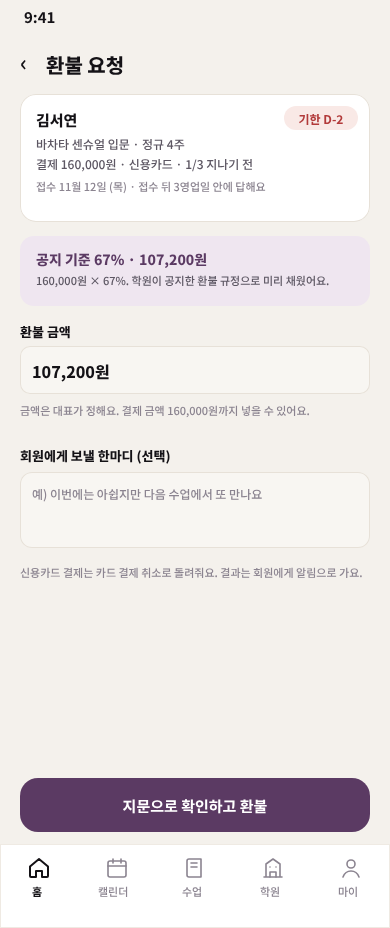 9:41
‹ 환불 요청
김서연
기한 D-2
바차타 센슈얼 입문 · 정규 4주
결제 160,000원 · 신용카드 · 1/3 지나기 전
접수 11월 12일 (목) · 접수 뒤 3영업일 안에 답해요
공지 기준 67% · 107,200원
160,000원 × 67%. 학원이 공지한 환불 규정으로 미리 채웠어요.
환불 금액
107,200원
금액은 대표가 정해요. 결제 금액 160,000원까지 넣을 수 있어요.
회원에게 보낼 한마디 (선택)
예) 이번에는 아쉽지만 다음 수업에서 또 만나요
신용카드 결제는 카드 결제 취소로 돌려줘요. 결과는 회원에게 알림으로 가요.
지문으로 확인하고 환불
홈 캘린더 수업 학원 마이